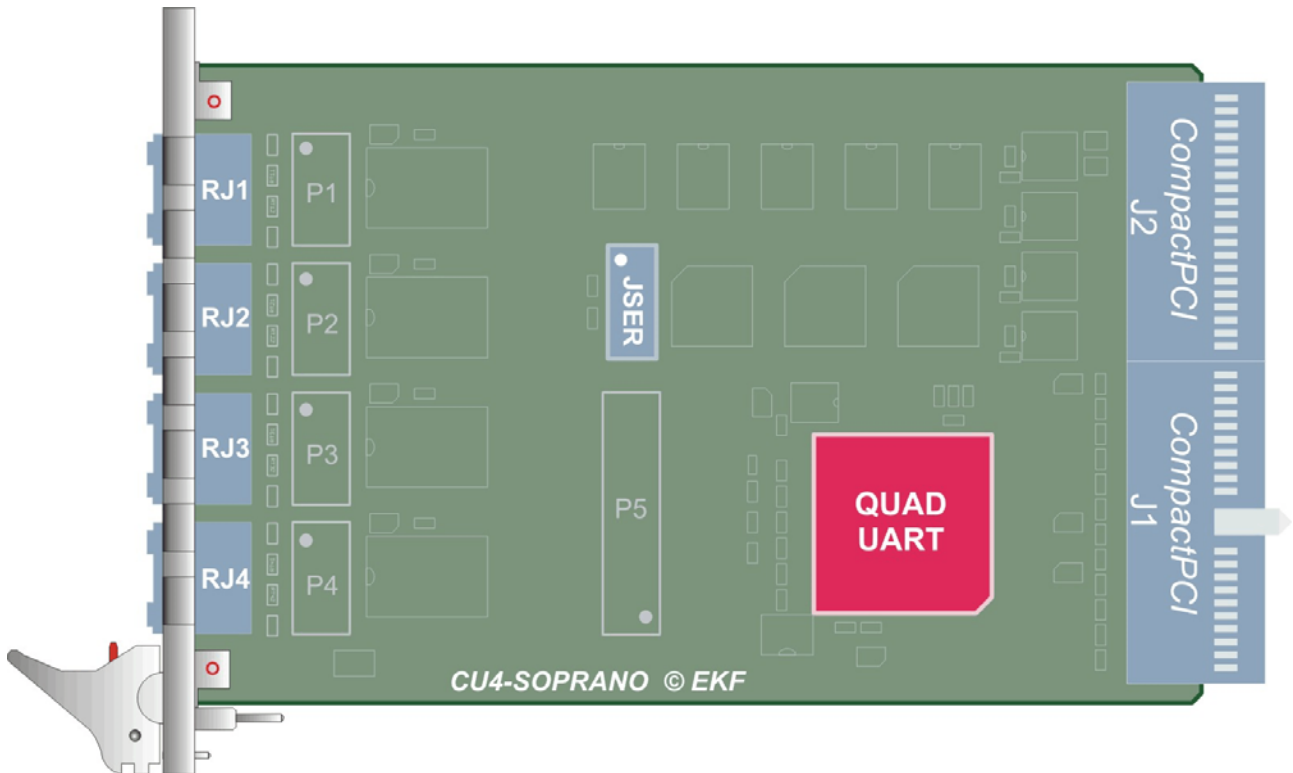 RJ1
P1
RJ2
P2
RJ3
P3
RJ4
P4
JSER
P5
QUAD
UART
CompactPCI
J2
CompactPCI
J1
CU4-SOPRANO © EKF